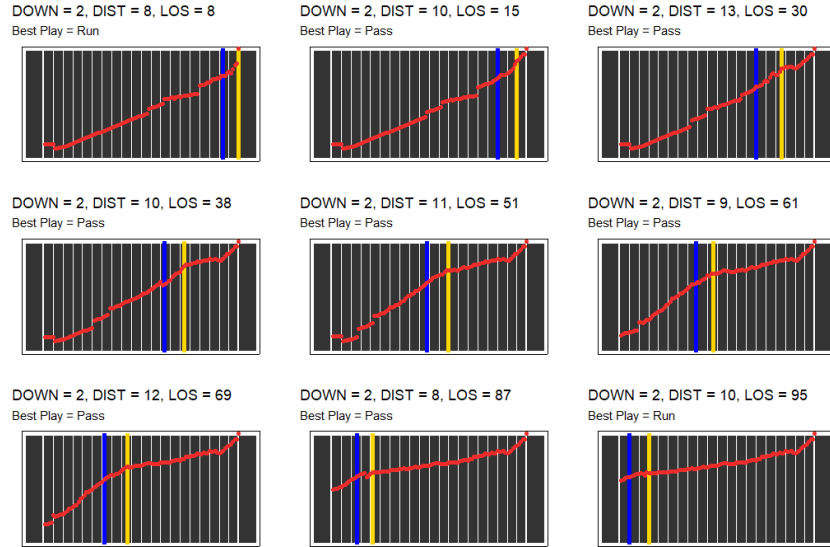 DOWN = 2, DIST = 8, LOS = 8
Best Play = Run
DOWN = 2, DIST = 10, LOS = 15
Best Play = Pass
DOWN = 2, DIST = 13, LOS = 30
Best Play = Pass
DOWN = 2, DIST = 10, LOS = 38
Best Play = Pass
DOWN = 2, DIST = 11, LOS = 51
Best Play = Pass
DOWN = 2, DIST = 9, LOS = 61
Best Play = Pass
DOWN = 2, DIST = 12, LOS = 69
Best Play = Pass
DOWN = 2, DIST = 8, LOS = 87
Best Play = Pass
DOWN = 2, DIST = 10, LOS = 95
Best Play = Run